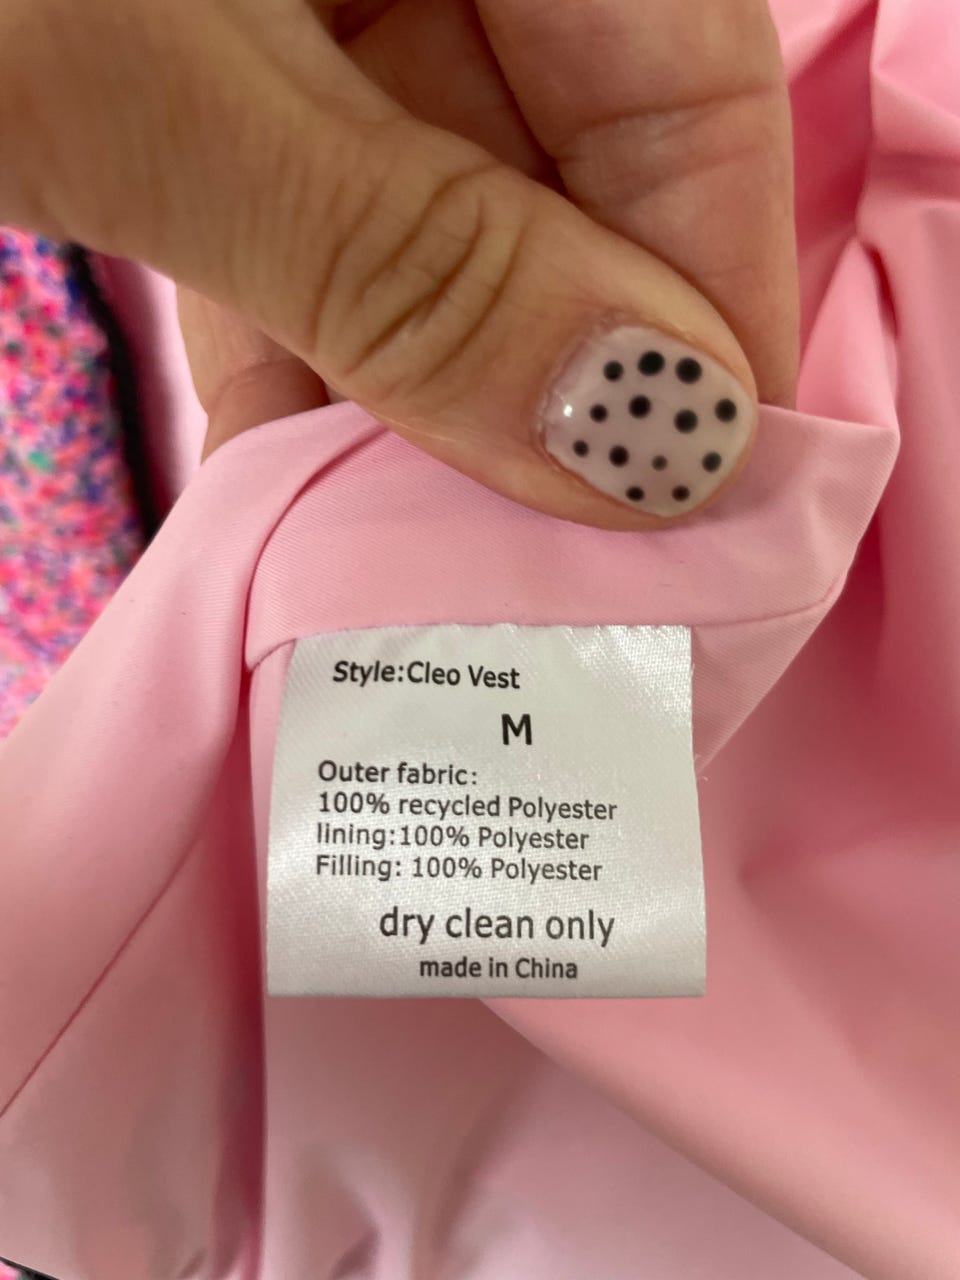 Style:Cleo Vest
M
Outer fabric:
100% recycled Polyester
lining:100% Polyester
Filling: 100% Polyester
dry clean only
made in China